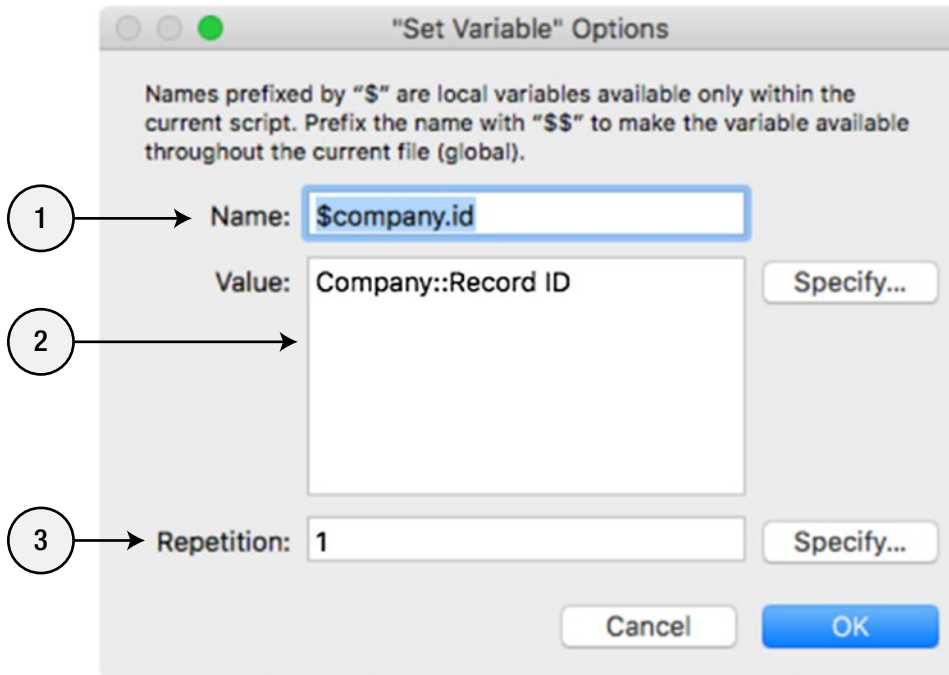 "Set Variable" Options
Names prefixed by “$” are local variables available only within the
current script. Prefix the name with “$$” to make the variable available
throughout the current file (global).
1 Name: $company.id
Value: Company::Record ID Specify...
2
3 Repetition: 1 Specify...
Cancel OK